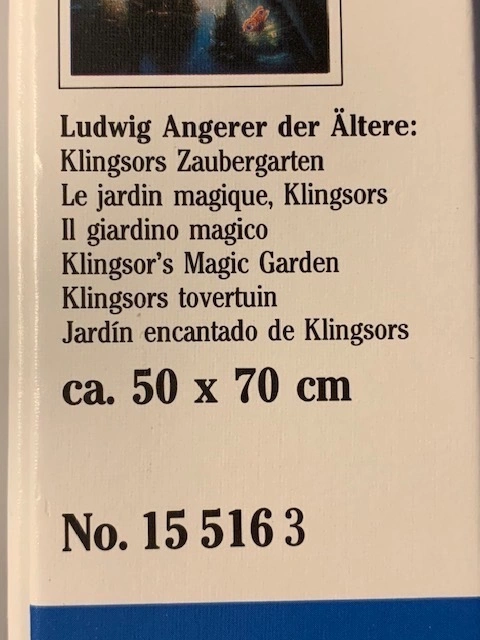 Ludwig Angerer der Ältere:
Klingsors Zaubergarten
Le jardin magique, Klingsors
Il giardino magico
Klingsor's Magic Garden
Klingsors tovertuin
Jardín encantado de Klingsors
ca. 50 x 70 cm
No. 15 516 3